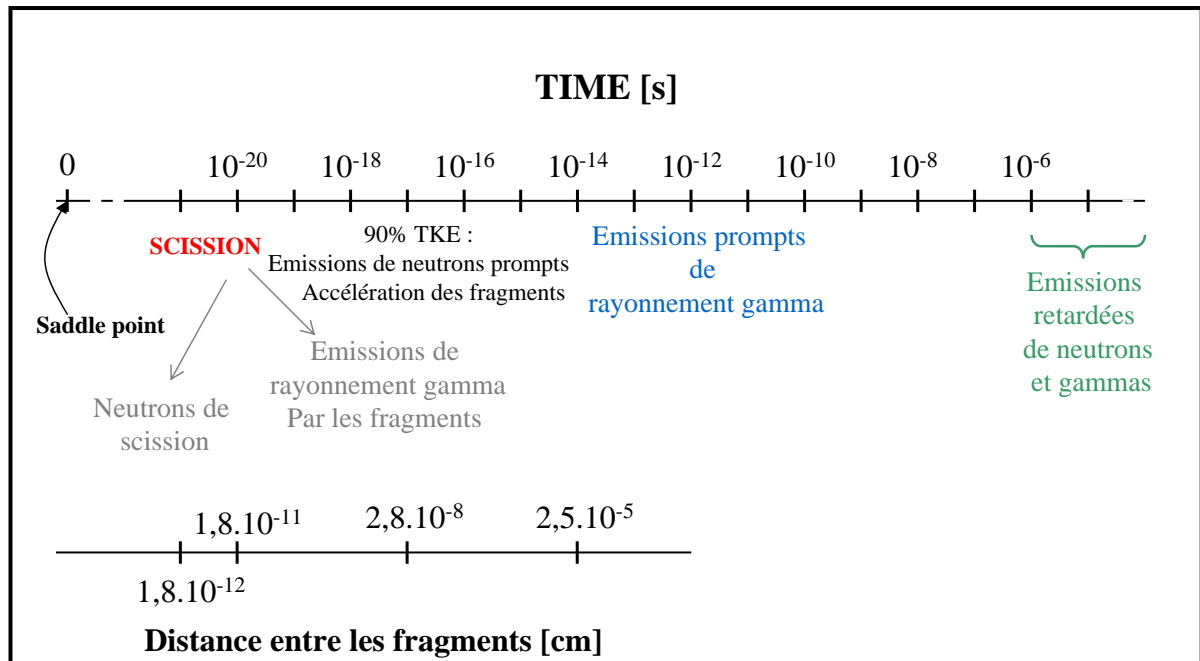 TIME [s]
0 10⁻²⁰ 10⁻¹⁸ 10⁻¹⁶ 10⁻¹⁴ 10⁻¹² 10⁻¹⁰ 10⁻⁸ 10⁻⁶
SCISSION
90% TKE :
Emissions de neutrons prompts
Accélération des fragments
Emissions prompts
de
rayonnement gamma
Emissions
retardées
de neutrons
et gammas
Saddle point
Emissions de
rayonnement gamma
Par les fragments
Neutrons de
scission
1,8.10⁻¹¹ 2,8.10⁻⁸ 2,5.10⁻⁵
1,8.10⁻¹²
Distance entre les fragments [cm]